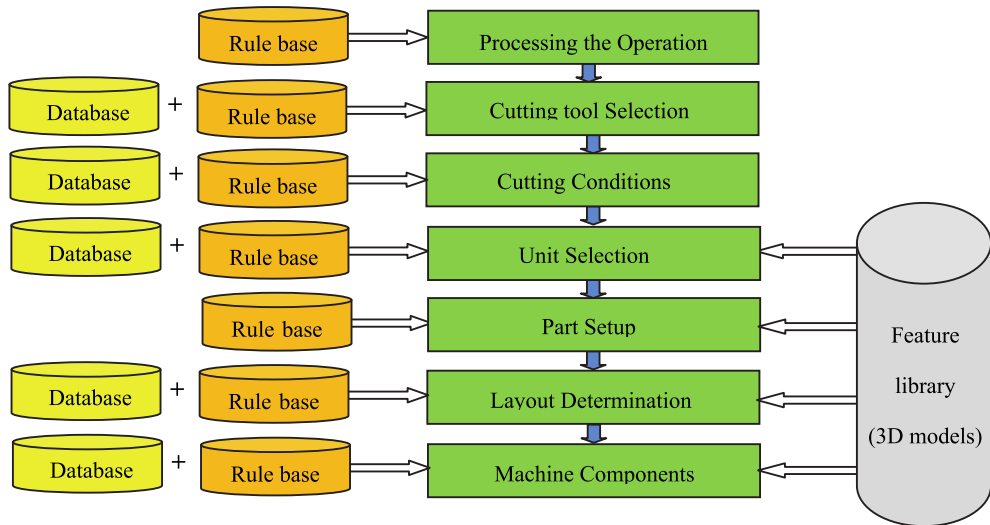 Rule base
Processing the Operation
Database + Rule base
Cutting tool Selection
Database + Rule base
Cutting Conditions
Database + Rule base
Unit Selection
Rule base
Part Setup
Database + Rule base
Layout Determination
Database + Rule base
Machine Components
Feature
library
(3D models)